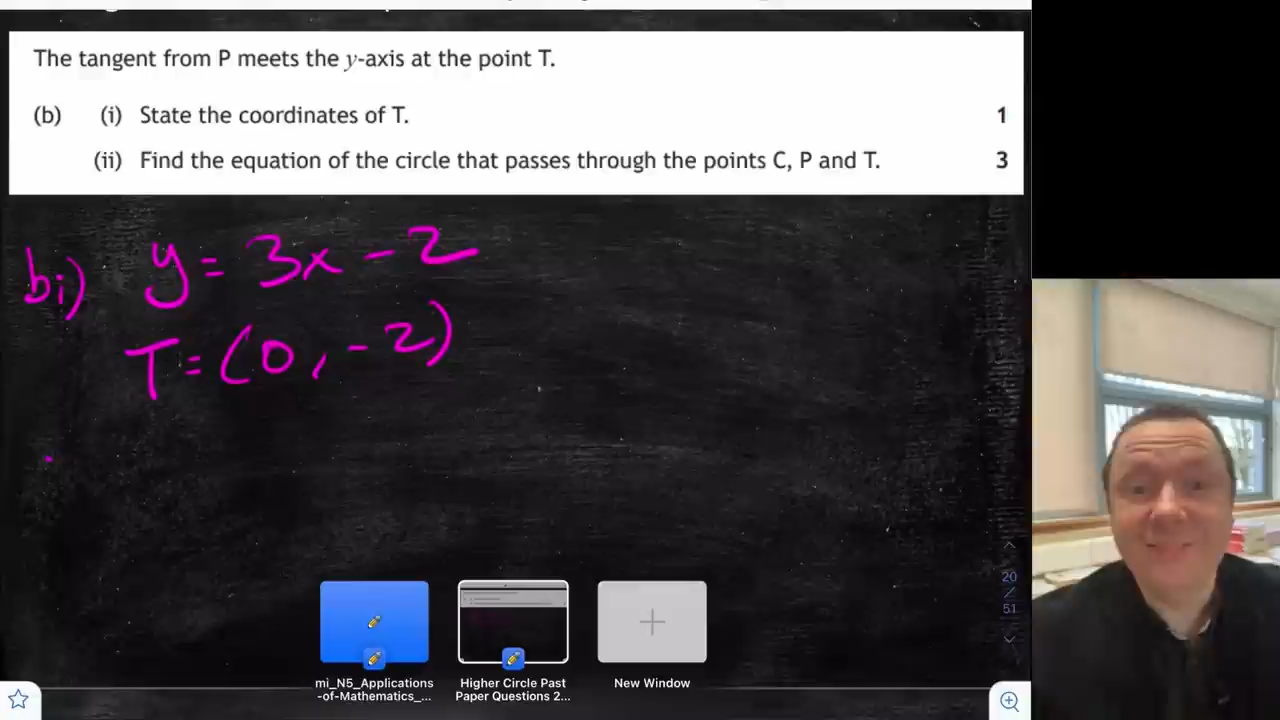 The tangent from P meets the y-axis at the point T.
(b) (i) State the coordinates of T. 1
(ii) Find the equation of the circle that passes through the points C, P and T. 3
bi) y = 3x - 2
T = (0, -2)
20
/
51
mi_N5_Applications
-of-Mathematics_...
Higher Circle Past
Paper Questions 2...
New Window